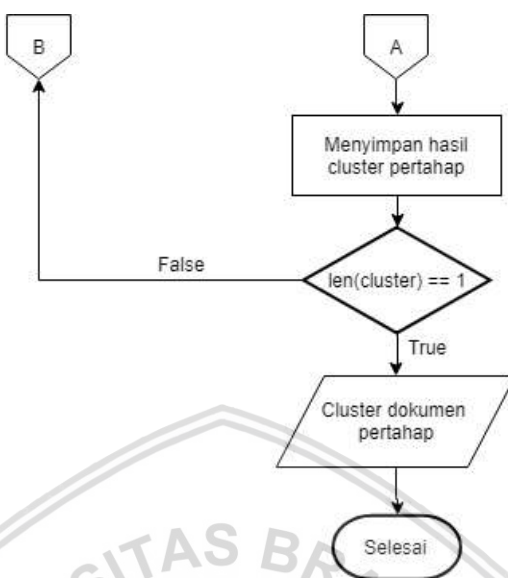 B
A
Menyimpan hasil
cluster pertahap
False
len(cluster) == 1
True
Cluster dokumen
pertahap
Selesai